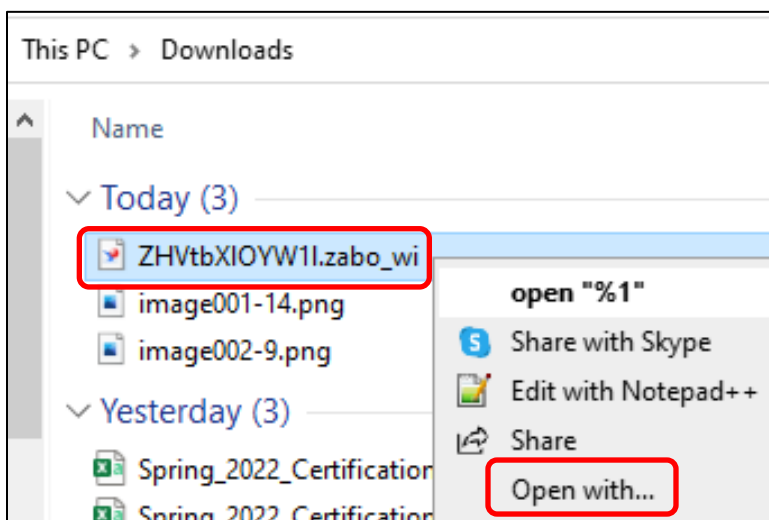 This PC > Downloads
Name
Today (3)
ZHVtbXlOYW1l.zabo_wi
open "%1"
image001-14.png
Share with Skype
image002-9.png
Edit with Notepad++
Yesterday (3)
Share
Spring_2022_Certification
Open with...
Spring_2022_Certification